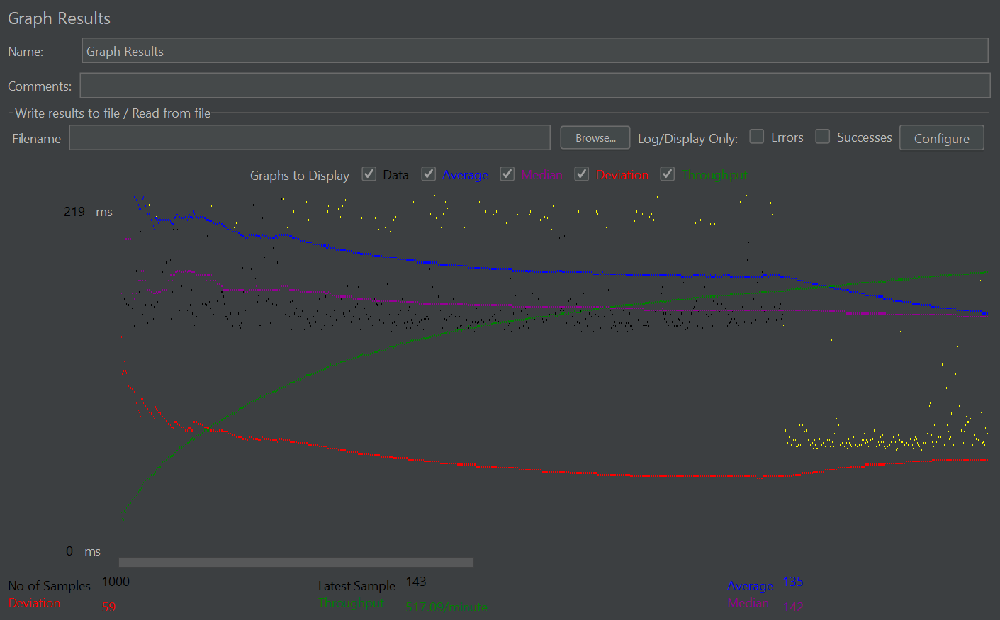 Graph Results
Name: Graph Results
Comments:
Write results to file / Read from file
Filename Browse... Log/Display Only: Errors Successes Configure
Graphs to Display Data Average Median Deviation Throughput
219 ms
0 ms
No of Samples 1000 Latest Sample 143 Average 135
Deviation 59 Throughput 517.09/minute Median 142